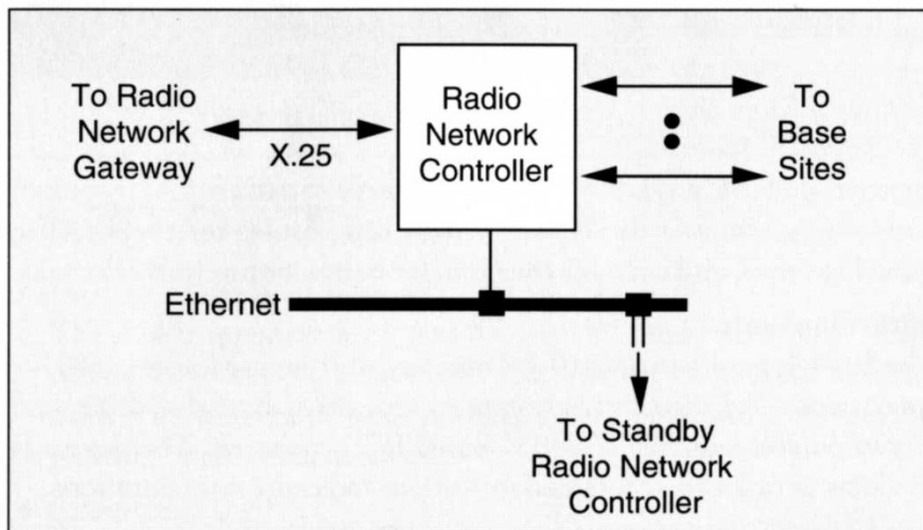 To Radio
Network
Gateway
X.25
Radio
Network
Controller
To
Base
Sites
Ethernet
To Standby
Radio Network
Controller